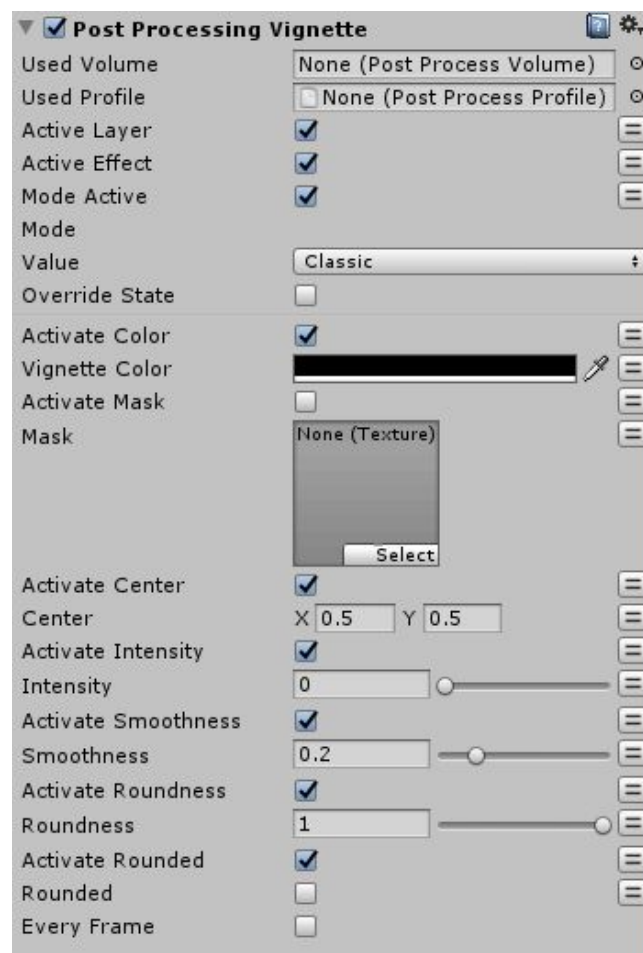 Post Processing Vignette
Used Volume None (Post Process Volume)
Used Profile None (Post Process Profile)
Active Layer
Active Effect
Mode Active
Mode
Value Classic
Override State
Activate Color
Vignette Color
Activate Mask
Mask None (Texture)
Select
Activate Center
Center X 0.5 Y 0.5
Activate Intensity
Intensity 0
Activate Smoothness
Smoothness 0.2
Activate Roundness
Roundness 1
Activate Rounded
Rounded
Every Frame